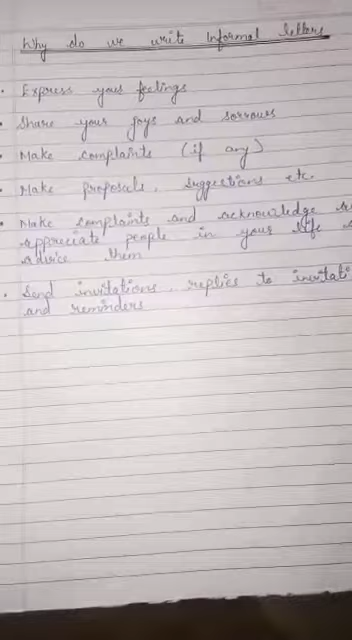 Why do we write Informal letters
• Express your feelings
• Share your joys and sorrows
• Make complaints (if any)
• Make proposals, suggestions etc.
• Make complaints and acknowledge
appreciate people in your life
advice them
• Send invitations, replies to invitati
and reminders